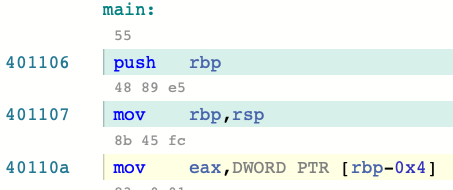 main:
55
401106 push rbp
48 89 e5
401107 mov rbp,rsp
8b 45 fc
40110a mov eax,DWORD PTR [rbp-0x4]